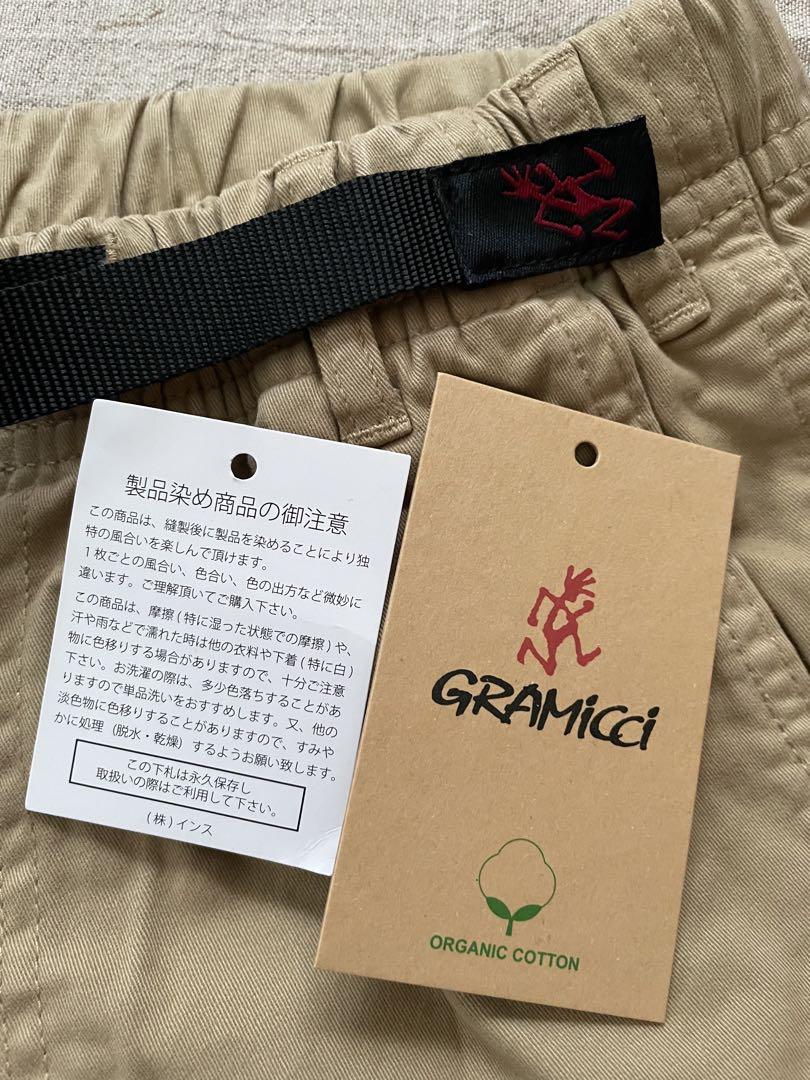 製品染め商品の御注意
この商品は、縫製後に製品を染めることにより独
特の風合いを楽しんで頂けます。
1枚ごとの風合い、色合い、色の出方など微妙に
違います。ご理解頂いてご購入下さい。
この商品は、摩擦(特に湿った状態での摩擦)や、
汗や雨などで濡れた時は他の衣料や下着(特に白)
物に色移りする場合がありますので、十分ご注意
下さい。お洗濯の際は、多少色落ちすることがあ
りますので単品洗いをおすすめします。又、他の
淡色物に色移りすることがありますので、すみや
かに処理(脱水・乾燥)するようお願い致します。
この下札は永久保存し
取扱いの際はご利用して下さい。
(株)インス
GRAMiCCi
ORGANIC COTTON